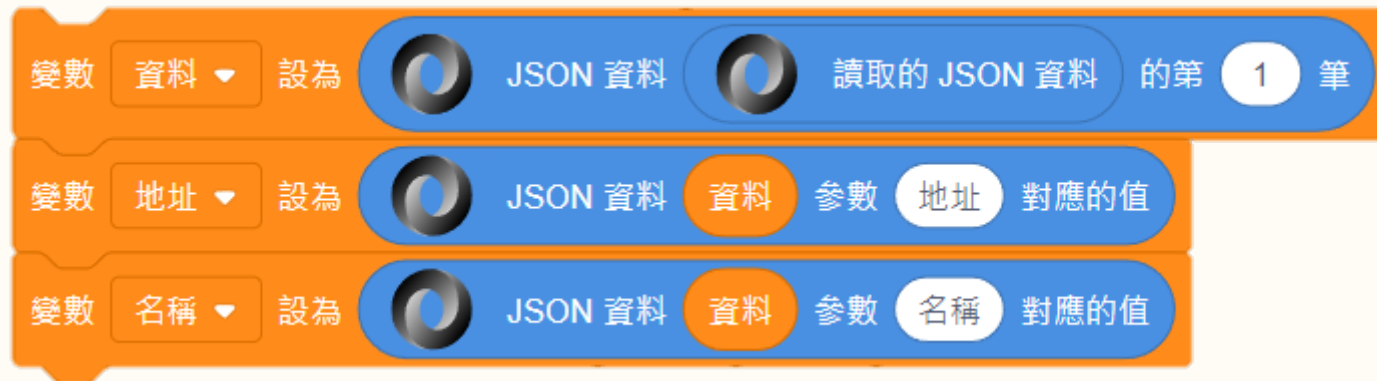 變數 資料 設為 JSON 資料 讀取的 JSON 資料 的第 1 筆
變數 地址 設為 JSON 資料 資料 參數 地址 對應的值
變數 名稱 設為 JSON 資料 資料 參數 名稱 對應的值